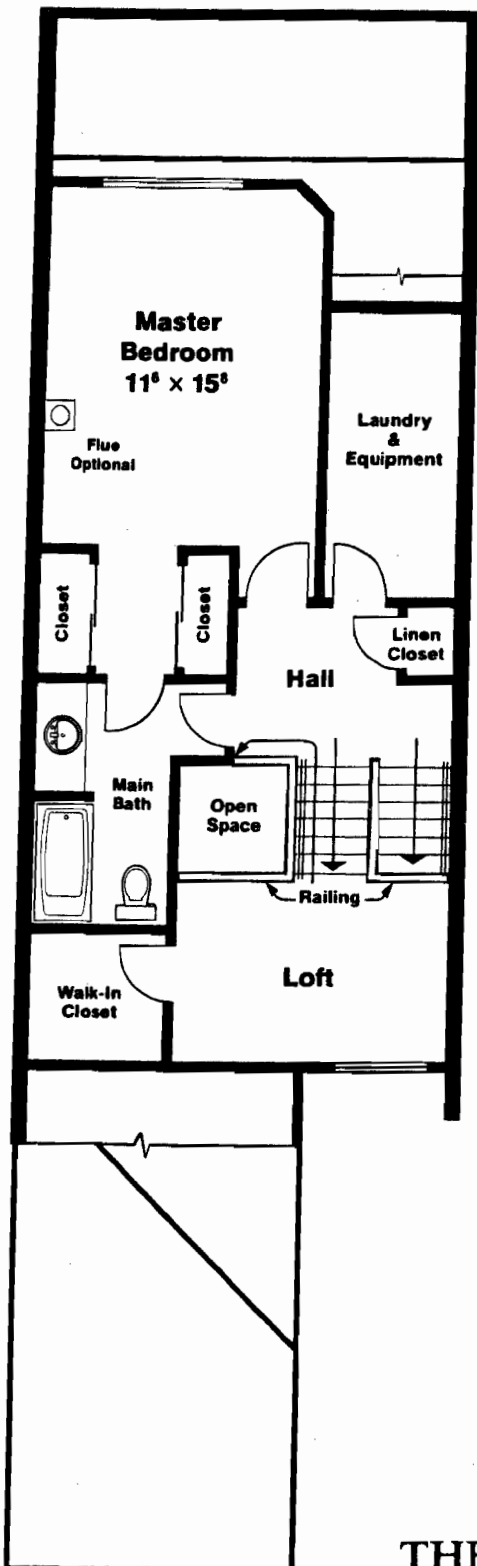 Master
Bedroom
11⁶ × 15⁸
Flue
Optional
Laundry
&
Equipment
Closet
Closet
Linen
Closet
Hall
Main
Bath
Open
Space
Railing
Loft
Walk-In
Closet